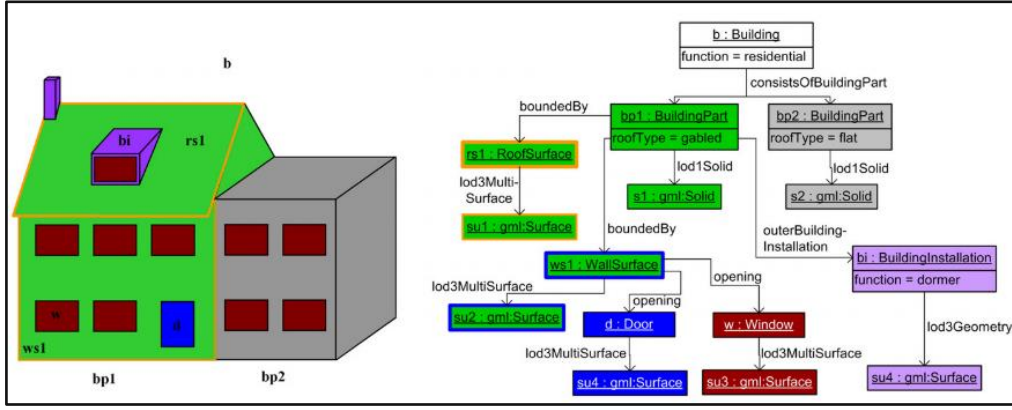 b
bi
rs1
w
d
ws1
bp1
bp2
b : Building
function = residential
consistsOfBuildingPart
boundedBy
bp1 : BuildingPart
roofType = gabled
bp2 : BuildingPart
roofType = flat
rs1 : RoofSurface
lod1Solid
lod1Solid
lod3Multi-
Surface
s1 : gml:Solid
s2 : gml:Solid
su1 : gml:Surface
boundedBy
outerBuilding-
Installation
ws1 : WallSurface
opening
bi : BuildingInstallation
function = dormer
lod3MultiSurface
opening
su2 : gml:Surface
d : Door
w : Window
lod3Geometry
lod3MultiSurface
lod3MultiSurface
su4 : gml:Surface
su3 : gml:Surface
su4 : gml:Surface